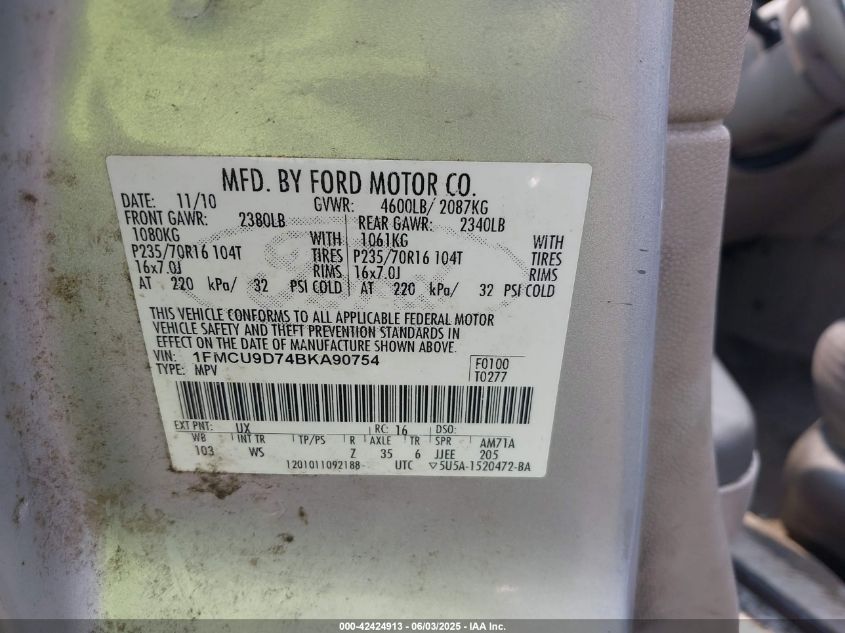 MFD. BY FORD MOTOR CO.
DATE: 11/10 GVWR: 4600LB/ 2087KG
FRONT GAWR: 2380LB REAR GAWR: 2340LB
1080KG WITH 1061KG WITH
P235/70R16 104T TIRES P235/70R16 104T TIRES
16x7.0J RIMS 16x7.0J RIMS
AT 220 kPa/ 32 PSI COLD AT 220 kPa/ 32 PSI COLD
THIS VEHICLE CONFORMS TO ALL APPLICABLE FEDERAL MOTOR
VEHICLE SAFETY AND THEFT PREVENTION STANDARDS IN
EFFECT ON THE DATE OF MANUFACTURE SHOWN ABOVE.
VIN: 1FMCU9D74BKA90754 F0100
TYPE: MPV T0277
EXT PNT: UX RC: 16 DSO:
WB INT TR TP/PS R AXLE TR SPR AM71A
103 WS Z 35 6 JJEE 205
1201011092188- UTC ▽5U5A-1520472-BA
000-42424913 - 06/03/2025 - IAA Inc.